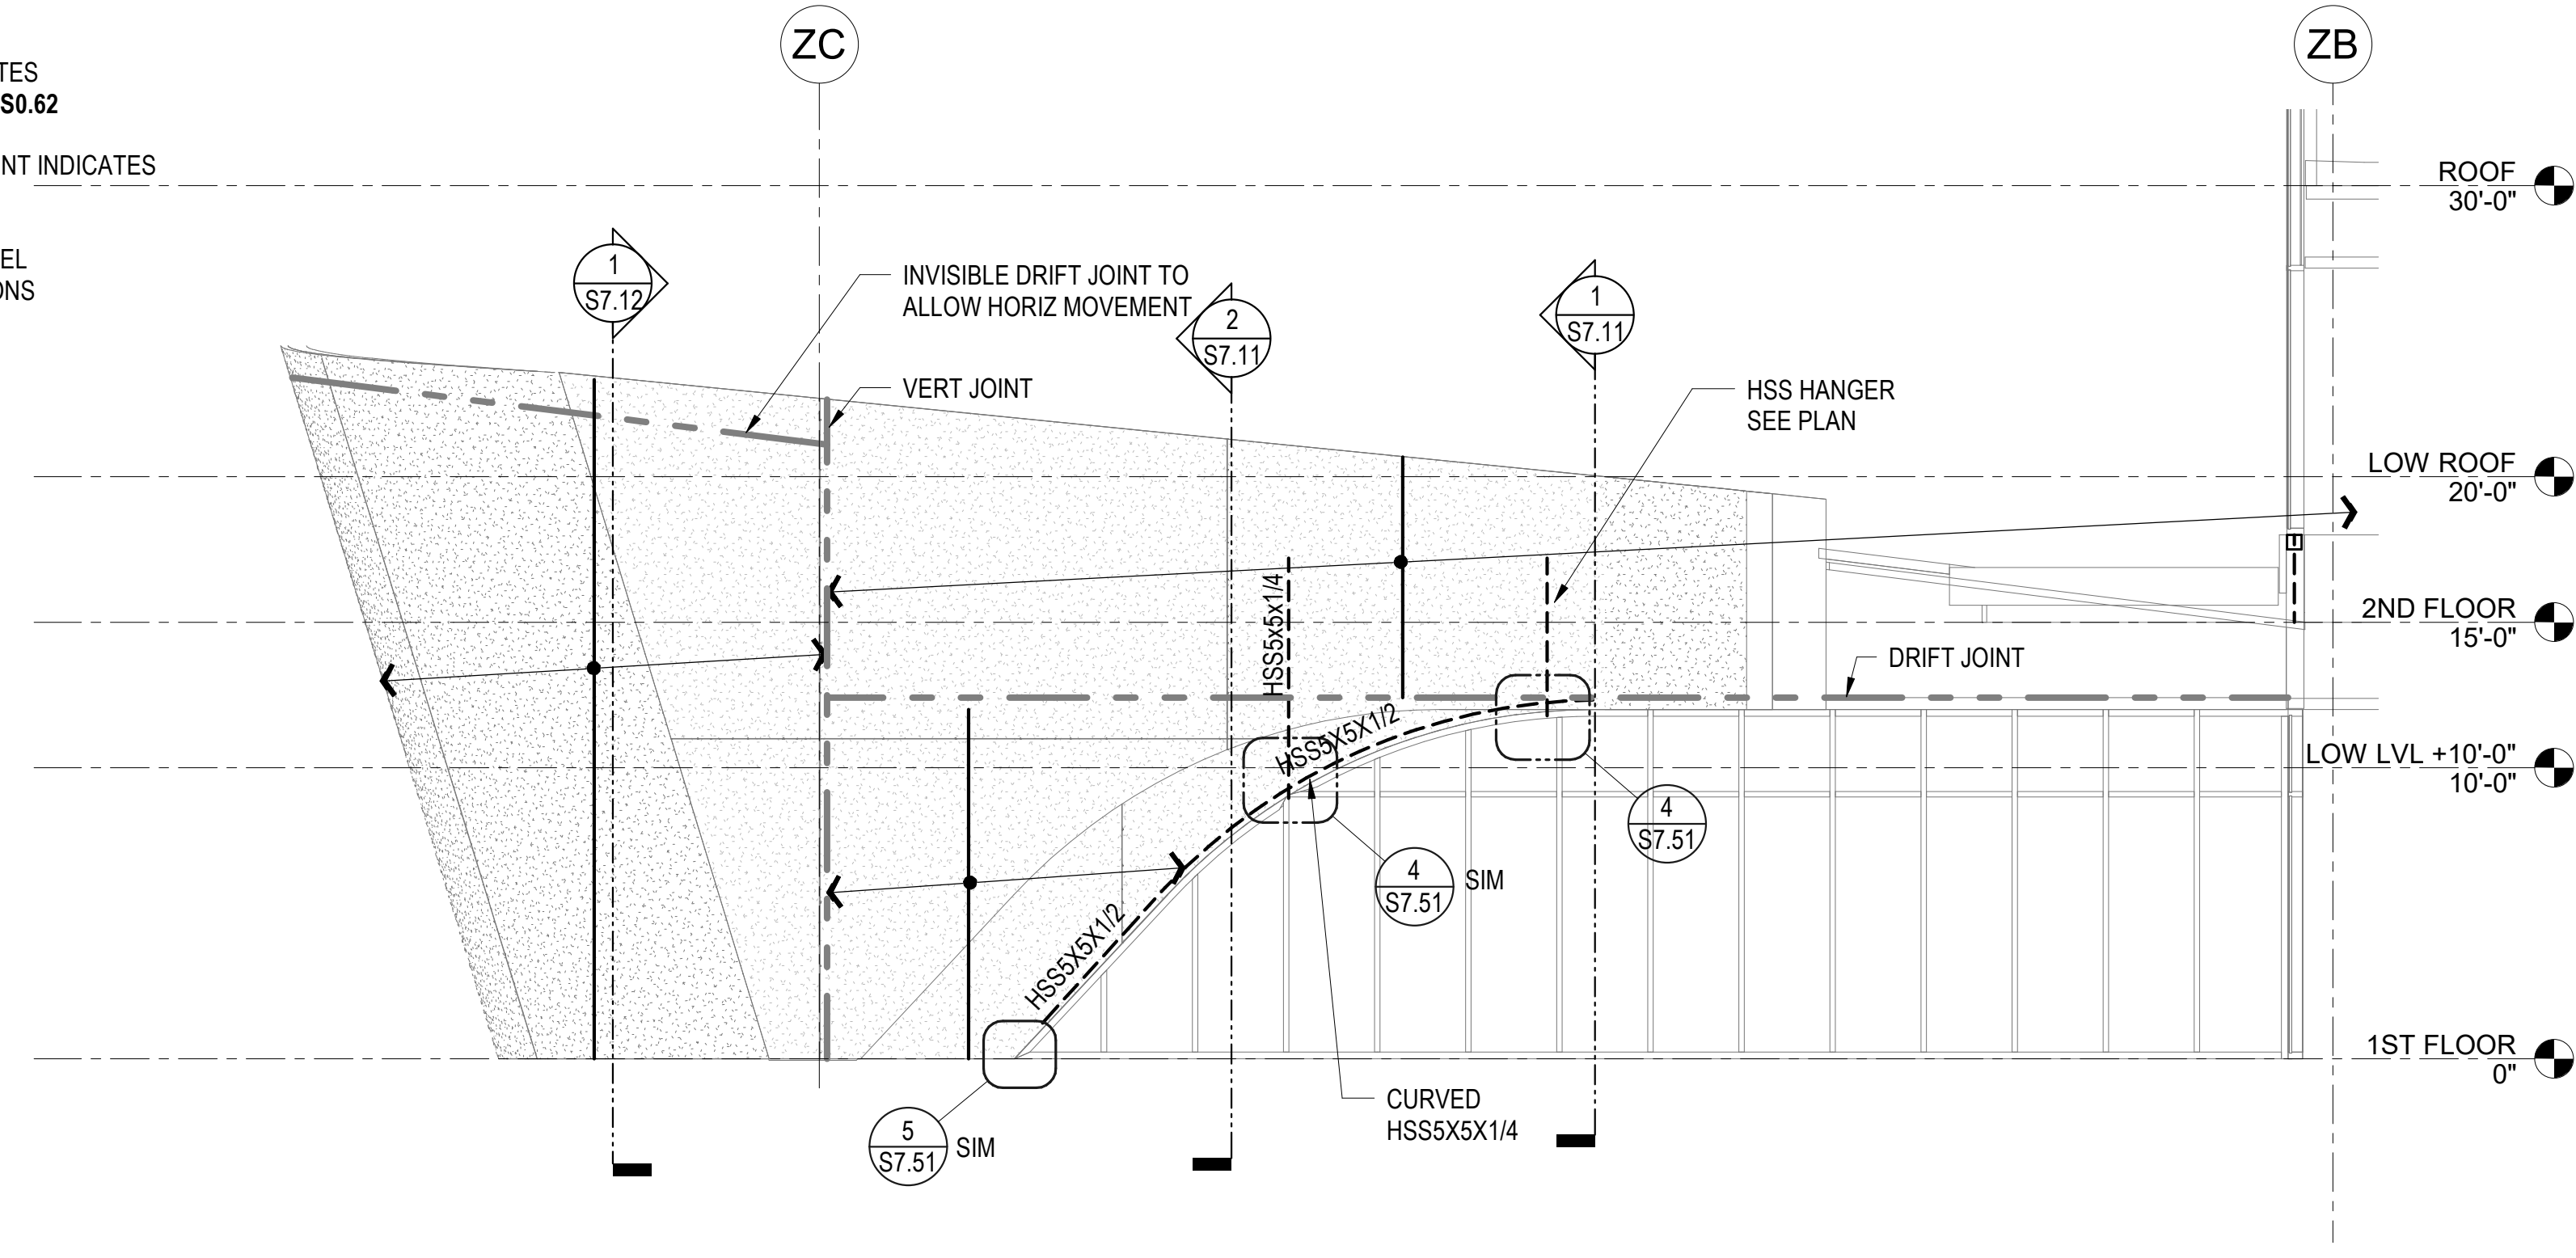 ZC
ZB
TES
S0.62
NT INDICATES
EL
ONS
ROOF
30'-0"
1
S7.12
INVISIBLE DRIFT JOINT TO
ALLOW HORIZ MOVEMENT
2
S7.11
1
S7.11
VERT JOINT
HSS HANGER
SEE PLAN
LOW ROOF
20'-0"
HSS5x5x1/4
2ND FLOOR
15'-0"
DRIFT JOINT
HSS5X5X1/2
LOW LVL +10'-0"
10'-0"
4
S7.51
4
S7.51
SIM
HSS5X5X1/2
1ST FLOOR
0"
CURVED
HSS5X5X1/4
5
S7.51
SIM